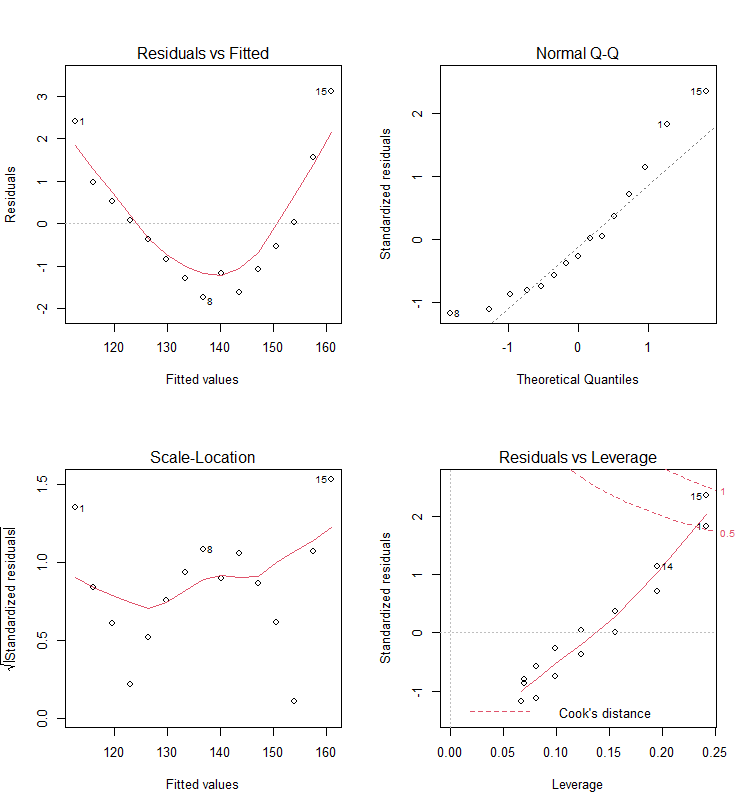 Residuals vs Fitted
Residuals
3
2
1
0
-1
-2
1
15
8
120 130 140 150 160
Fitted values
Normal Q-Q
Standardized residuals
2
1
0
-1
15
1
8
-1 0 1
Theoretical Quantiles
Scale-Location
√|Standardized residuals|
1.5
1.0
0.5
0.0
1
15
8
120 130 140 150 160
Fitted values
Residuals vs Leverage
Standardized residuals
2
1
0
-1
1
0.5
15
1
14
Cook's distance
0.00 0.05 0.10 0.15 0.20 0.25
Leverage